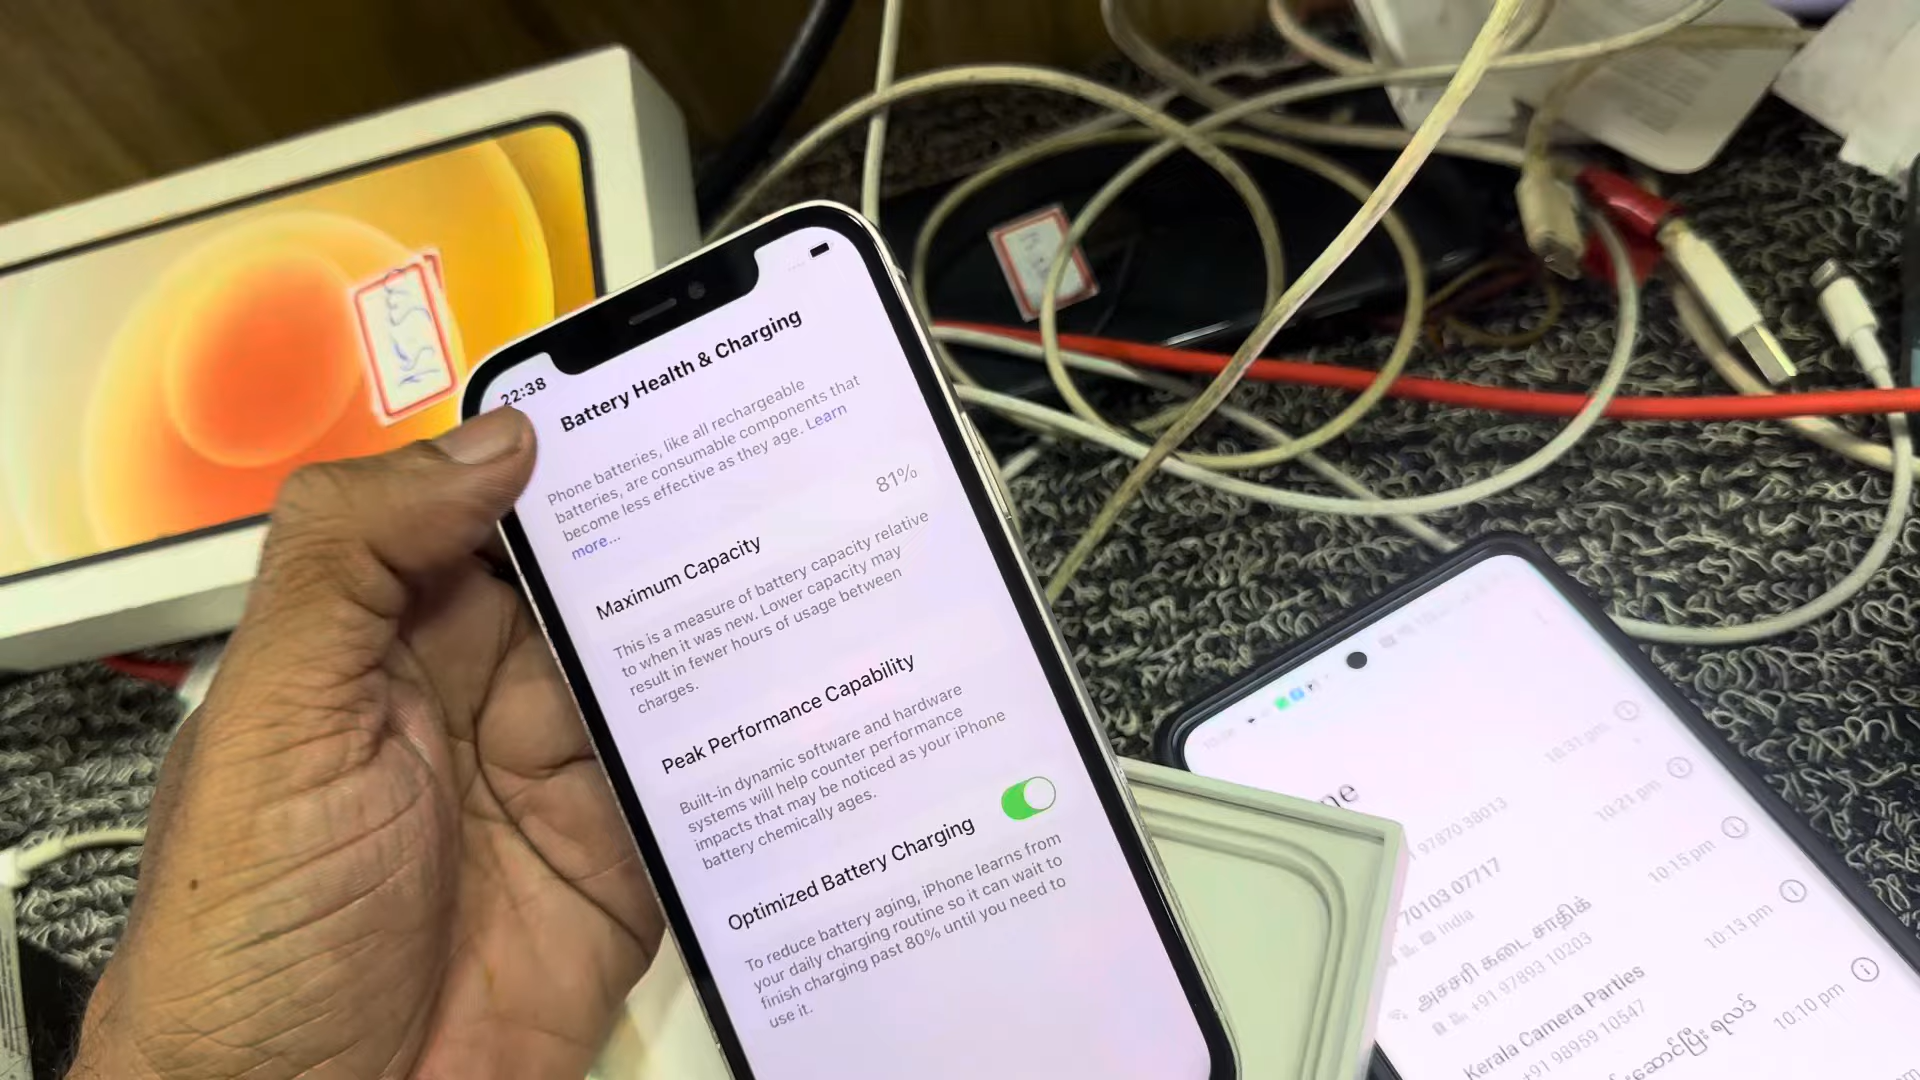 22:38
Battery Health & Charging
Phone batteries, like all rechargeable
batteries, are consumable components that
become less effective as they age. Learn
more...
Maximum Capacity 81%
This is a measure of battery capacity relative
to when it was new. Lower capacity may
result in fewer hours of usage between
charges.
Peak Performance Capability
Built-in dynamic software and hardware
systems will help counter performance
impacts that may be noticed as your iPhone
battery chemically ages.
Optimized Battery Charging
To reduce battery aging, iPhone learns from
your daily charging routine so it can wait to
finish charging past 80% until you need to
use it.
97870 38013
10:31 pm
70103 07717
India
10:21 pm
அசாரி கடை சாதிக்
+91 97893 10203
10:15 pm
Kerala Camera Parties
+91 98959 10547
10:13 pm
10:10 pm